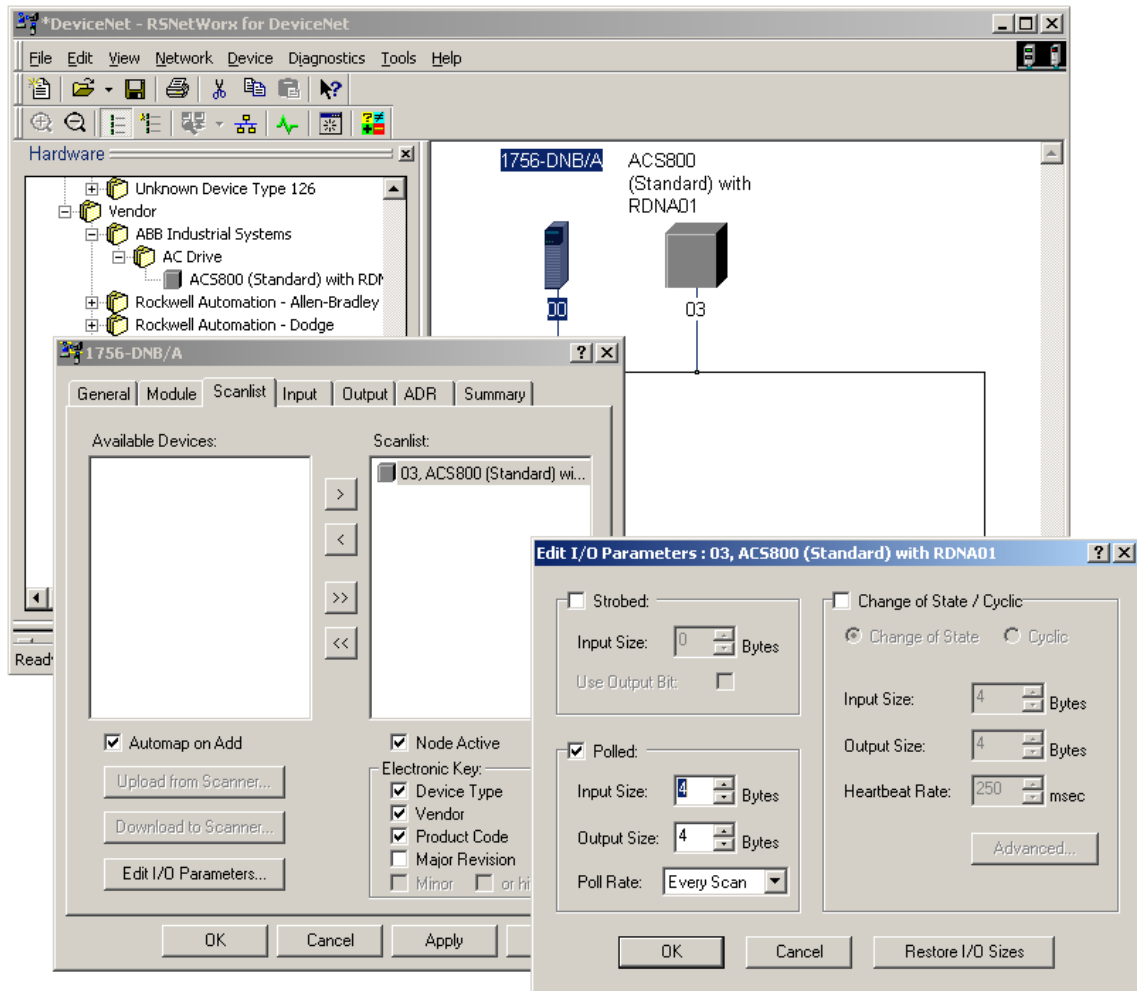 *DeviceNet - RSNetWorx for DeviceNet
File Edit View Network Device Diagnostics Tools Help
Hardware
Unknown Device Type 126
Vendor
ABB Industrial Systems
AC Drive
ACS800 (Standard) with RDN
Rockwell Automation - Allen-Bradley
Rockwell Automation - Dodge
1756-DNB/A
ACS800
(Standard) with
RDNA01
00
03
1756-DNB/A
General Module Scanlist Input Output ADR Summary
Available Devices:
Scanlist:
03, ACS800 (Standard) wi...
>
<
>>
<<
Automap on Add
Upload from Scanner...
Download to Scanner...
Edit I/O Parameters...
Node Active
Electronic Key:
Device Type
Vendor
Product Code
Major Revision
Minor or hi
OK Cancel Apply
Read
Edit I/O Parameters : 03, ACS800 (Standard) with RDNA01
Strobed:
Input Size: 0 Bytes
Use Output Bit:
Polled:
Input Size: 4 Bytes
Output Size: 4 Bytes
Poll Rate: Every Scan
Change of State / Cyclic
Change of State Cyclic
Input Size: 4 Bytes
Output Size: 4 Bytes
Heartbeat Rate: 250 msec
Advanced...
OK Cancel Restore I/O Sizes